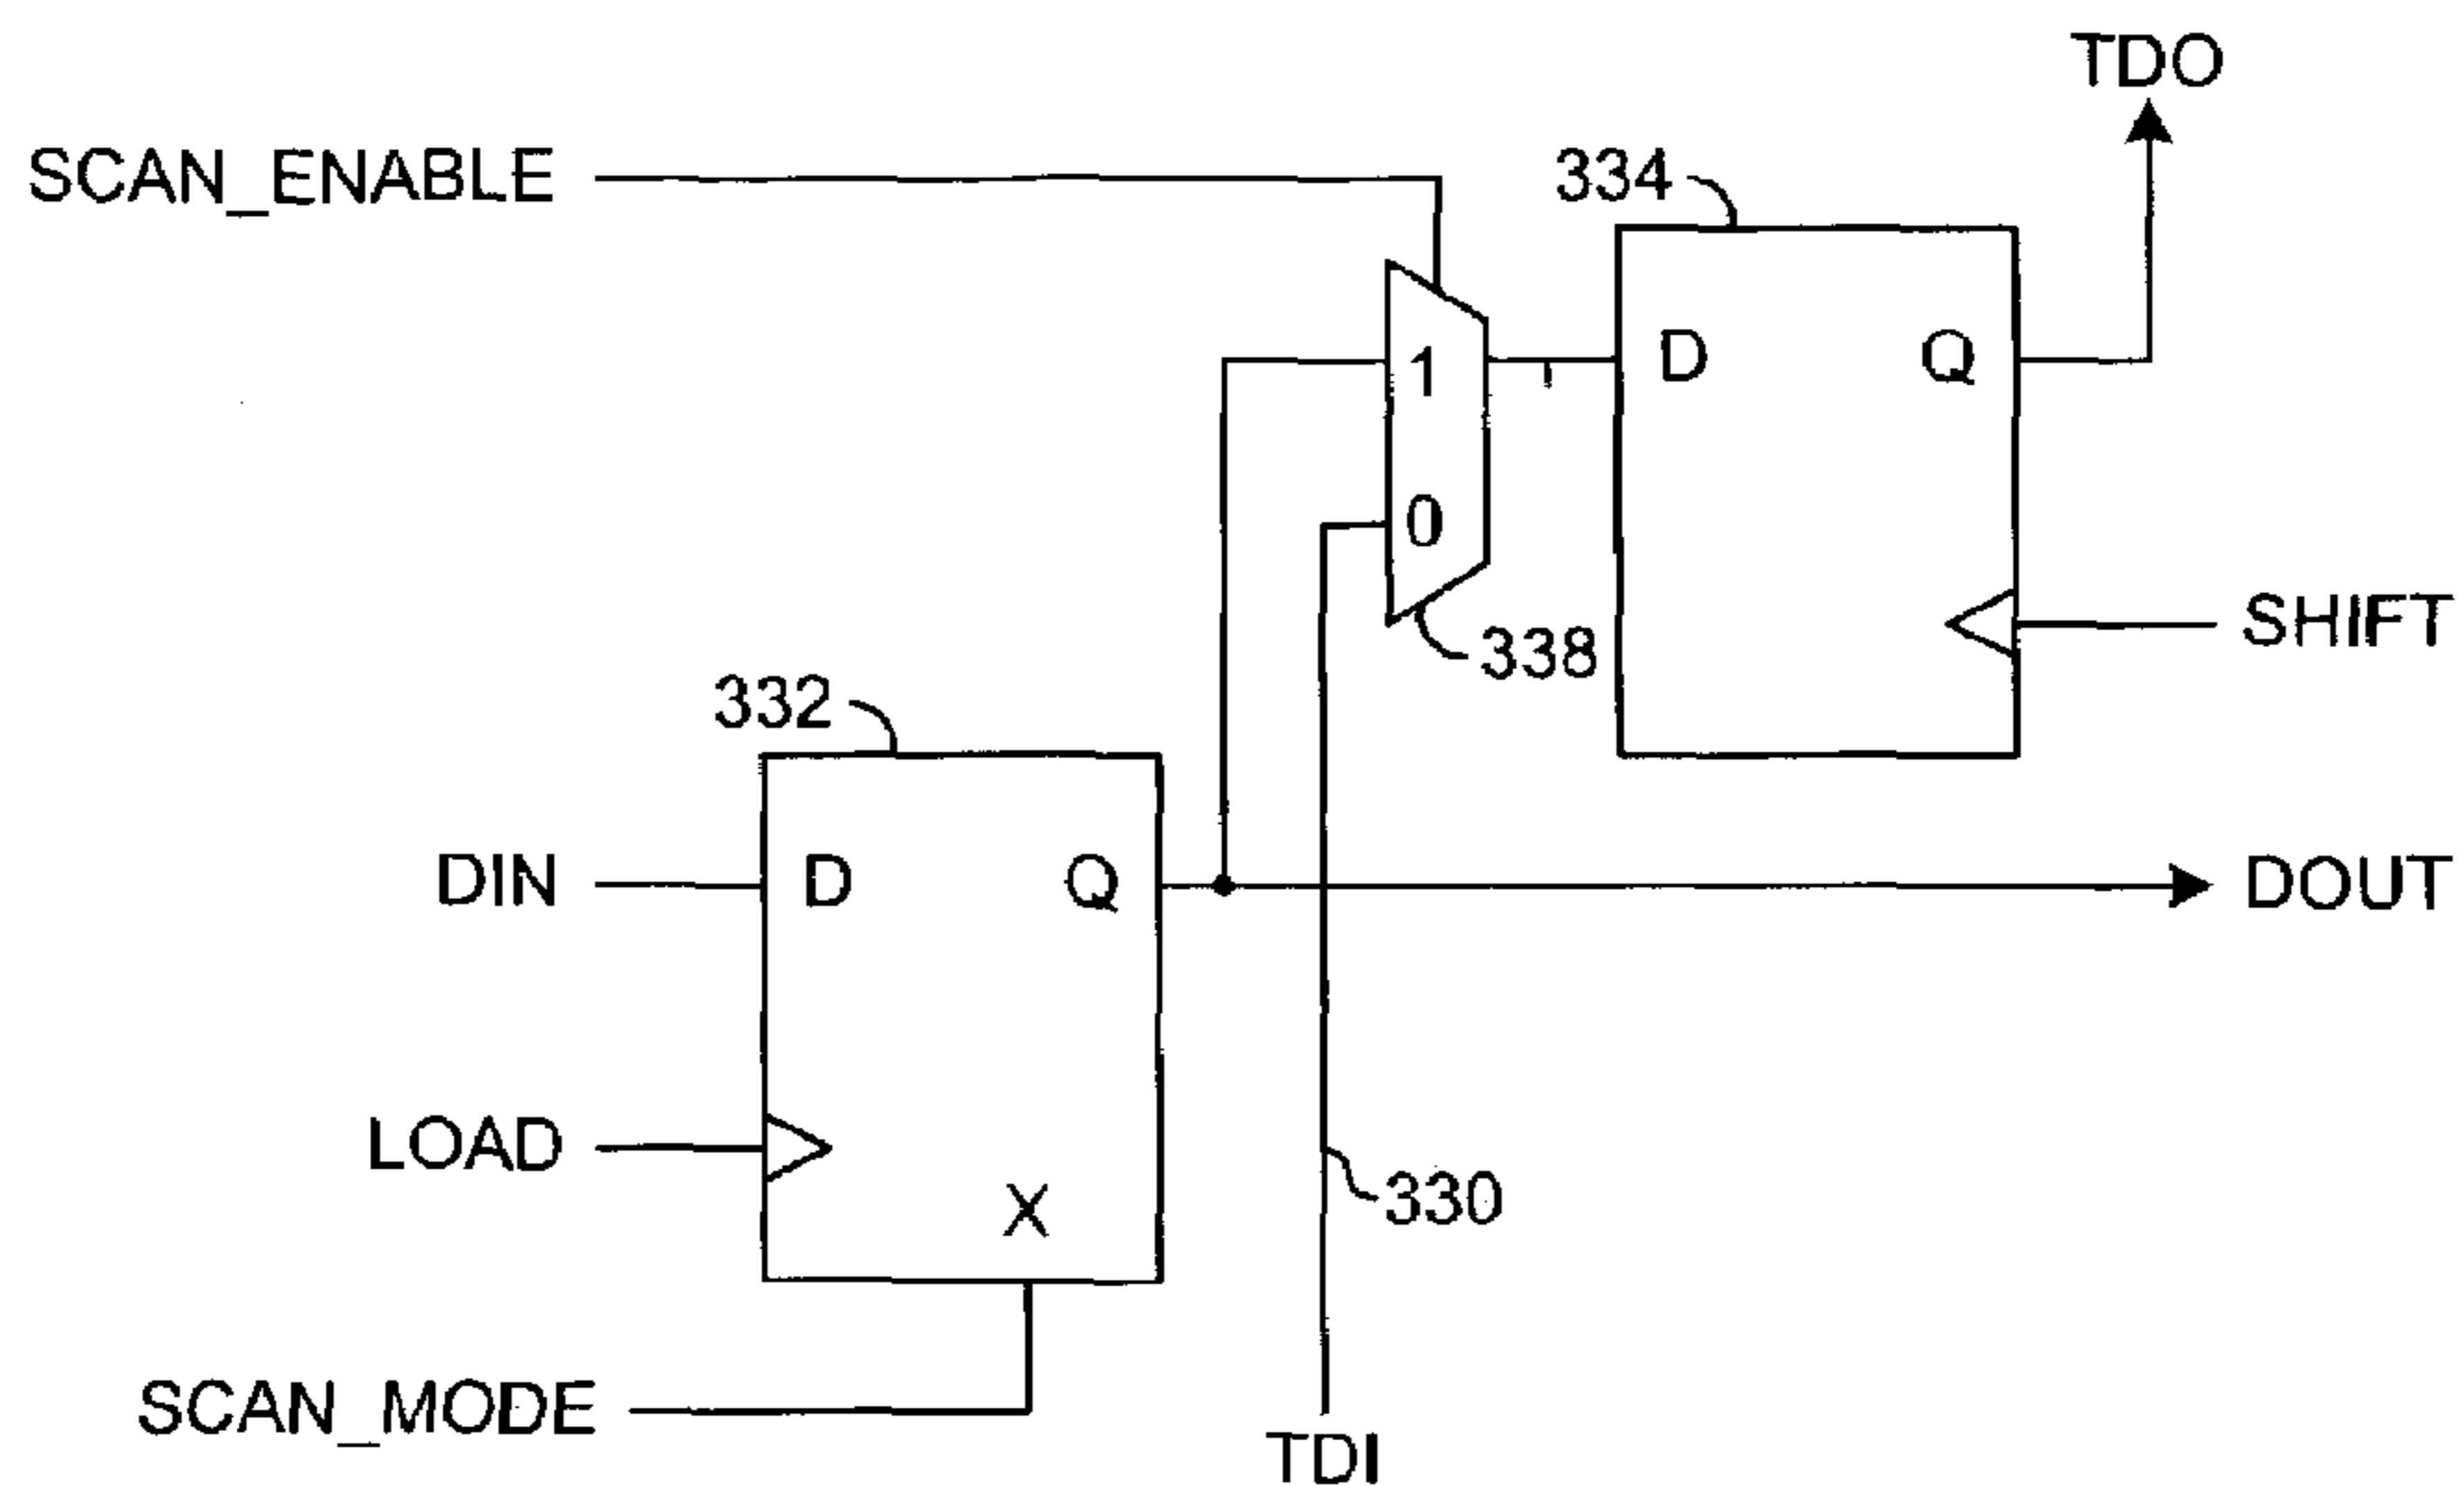 TDO
SCAN_ENABLE
334
1
D
Q
0
SHIFT
338
332
DIN
D
Q
DOUT
LOAD
X
330
SCAN_MODE
TDI